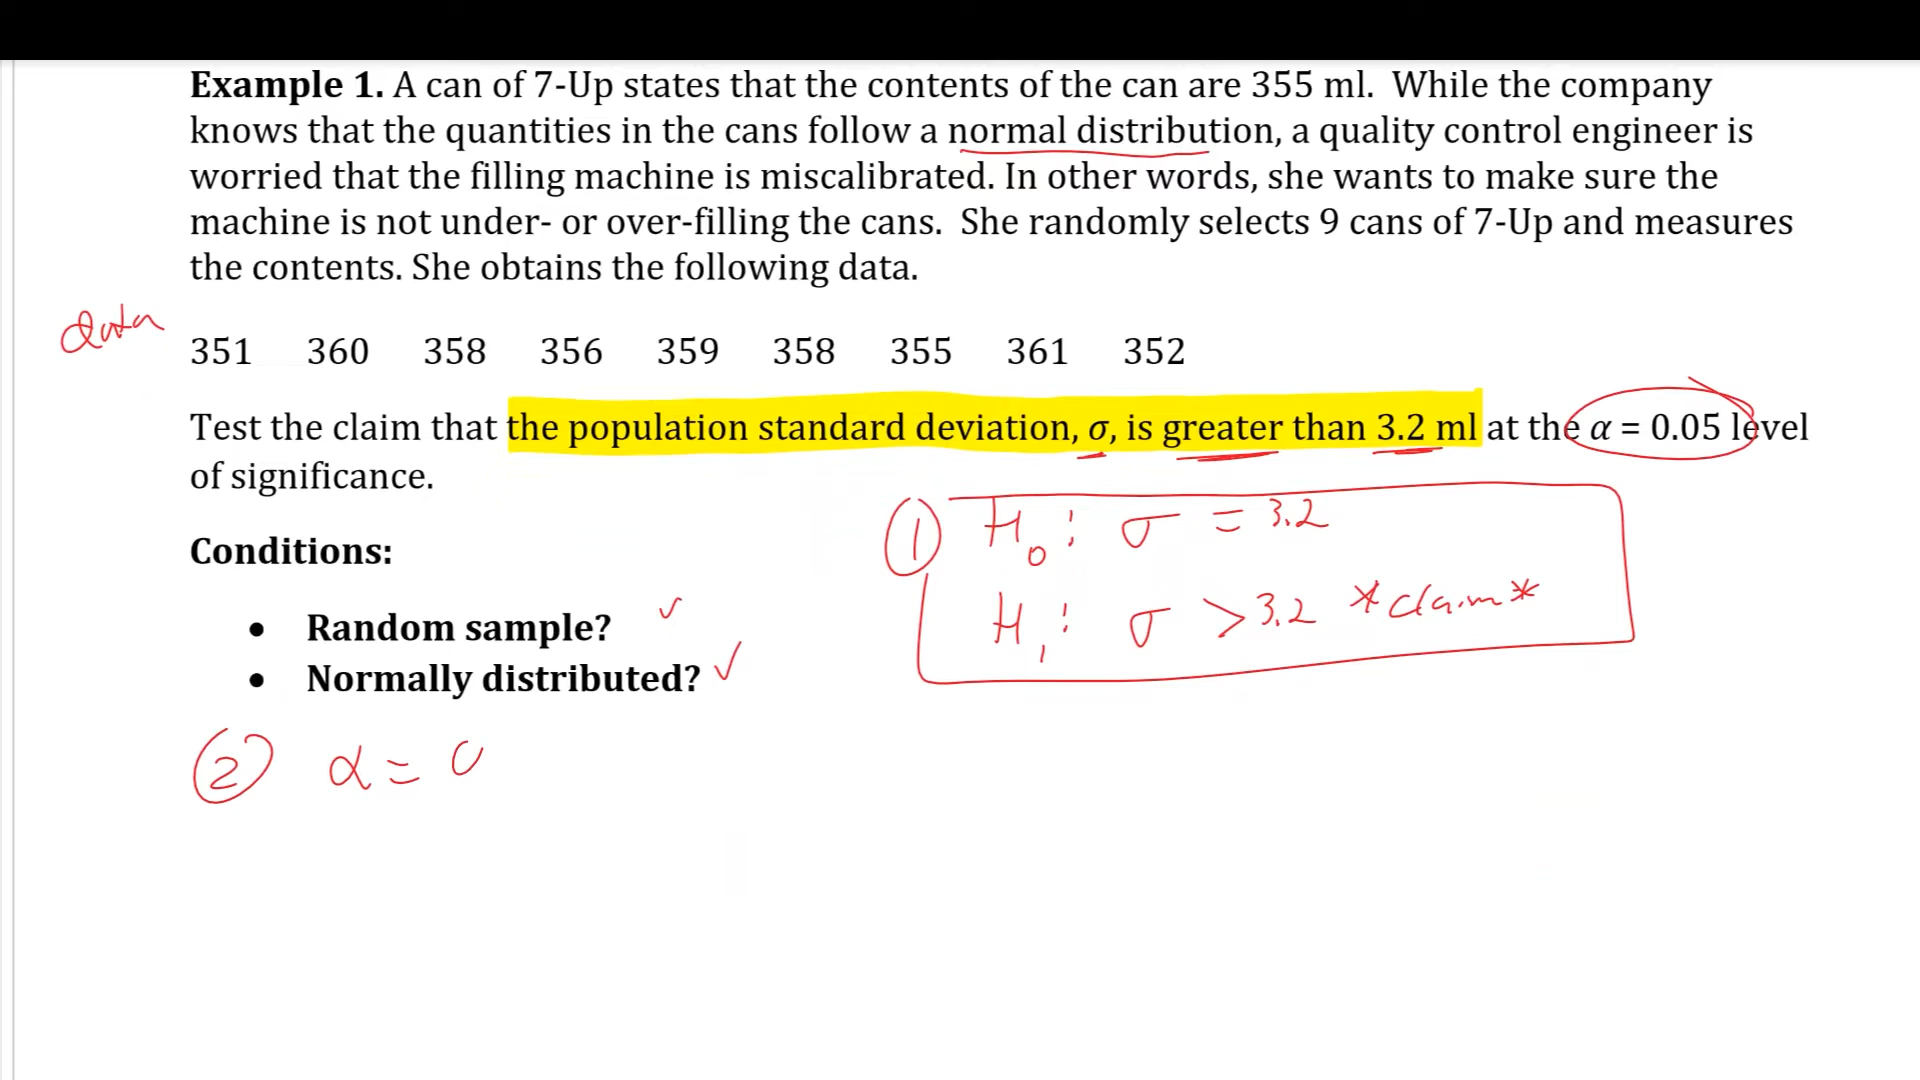 Example 1. A can of 7-Up states that the contents of the can are 355 ml. While the company
knows that the quantities in the cans follow a normal distribution, a quality control engineer is
worried that the filling machine is miscalibrated. In other words, she wants to make sure the
machine is not under- or over-filling the cans. She randomly selects 9 cans of 7-Up and measures
the contents. She obtains the following data.
data
351 360 358 356 359 358 355 361 352
Test the claim that the population standard deviation, σ, is greater than 3.2 ml at the α = 0.05 level
of significance.
① H₀: σ = 3.2
Conditions:
H₁: σ > 3.2 *claim*
• Random sample? ✓
• Normally distributed? ✓
② α = 0